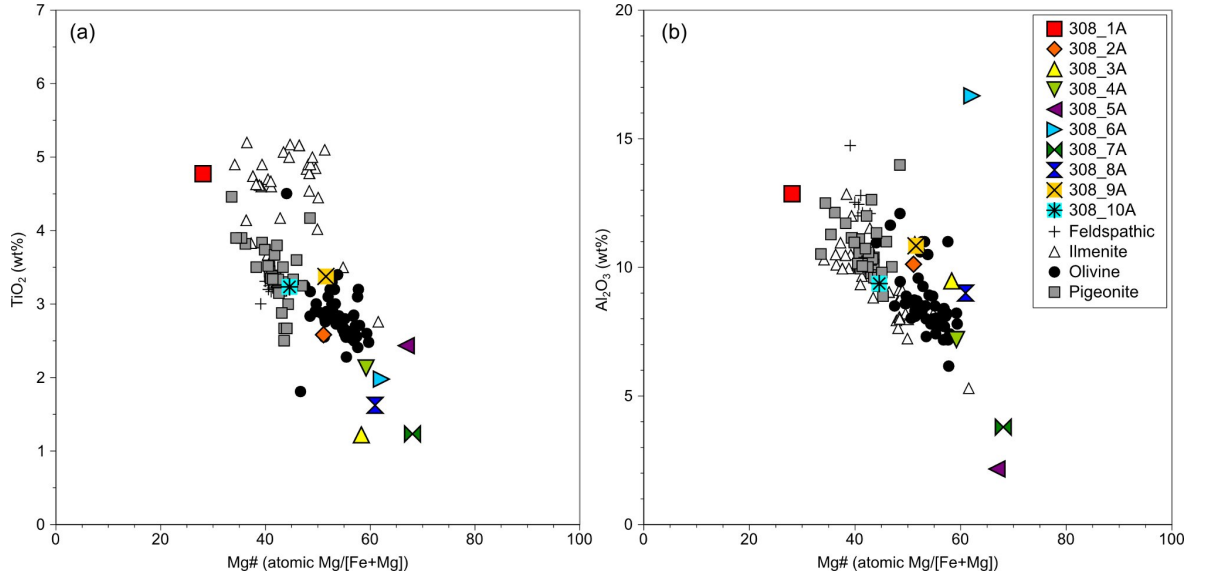 (a)
7
6
5
4
3
2
1
0
TiO2 (wt%)
0 20 40 60 80 100
Mg# (atomic Mg/[Fe+Mg])
(b)
20
15
10
5
0
Al2O3 (wt%)
0 20 40 60 80 100
Mg# (atomic Mg/[Fe+Mg])
308_1A
308_2A
308_3A
308_4A
308_5A
308_6A
308_7A
308_8A
308_9A
308_10A
Feldspathic
Ilmenite
Olivine
Pigeonite